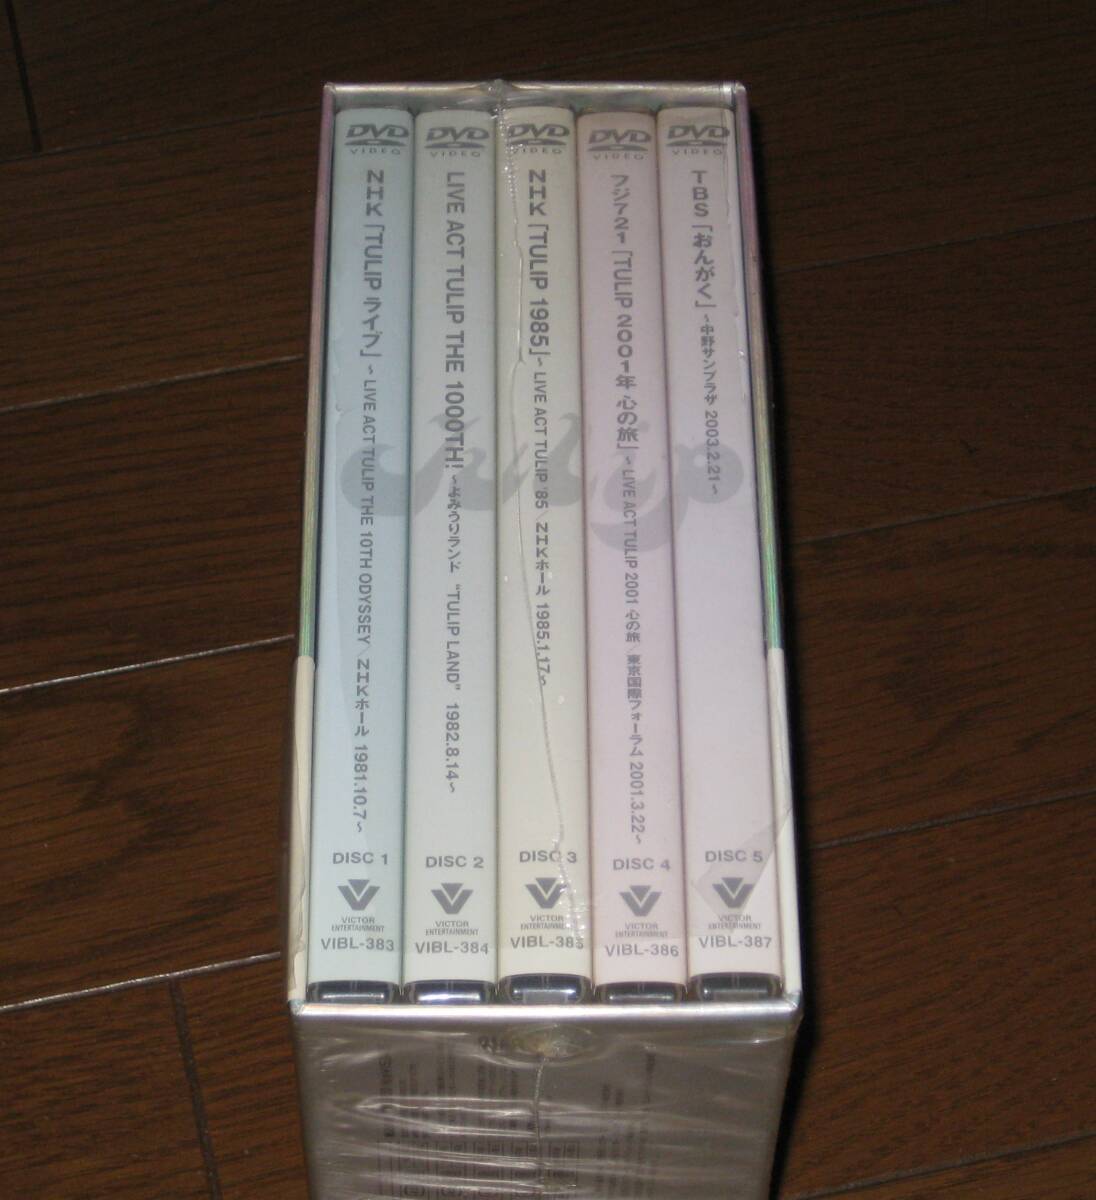 DVD
VIDEO
NHK「TULIP ライブ」～LIVE ACT TULIP THE 10TH ODYSSEY／NHKホール 1981.10.7～
DISC 1
VICTOR
ENTERTAINMENT
VIBL-383
DVD
VIDEO
LIVE ACT TULIP THE 1000TH!～よみうりランド “TULIP LAND” 1982.8.14～
DISC 2
VICTOR
ENTERTAINMENT
VIBL-384
DVD
VIDEO
NHK「TULIP 1985」～LIVE ACT TULIP '85／NHKホール 1985.1.17～
DISC 3
VICTOR
ENTERTAINMENT
VIBL-385
DVD
VIDEO
「TULIP 2001年 心の旅」～LIVE ACT TULIP 2001 心の旅／東京国際フォーラム 2001.3.22～
DISC 4
VICTOR
ENTERTAINMENT
VIBL-386
DVD
VIDEO
TBS「おんがく」～中野サンプラザ 2003.2.21～
DISC 5
VICTOR
ENTERTAINMENT
VIBL-387
tulip